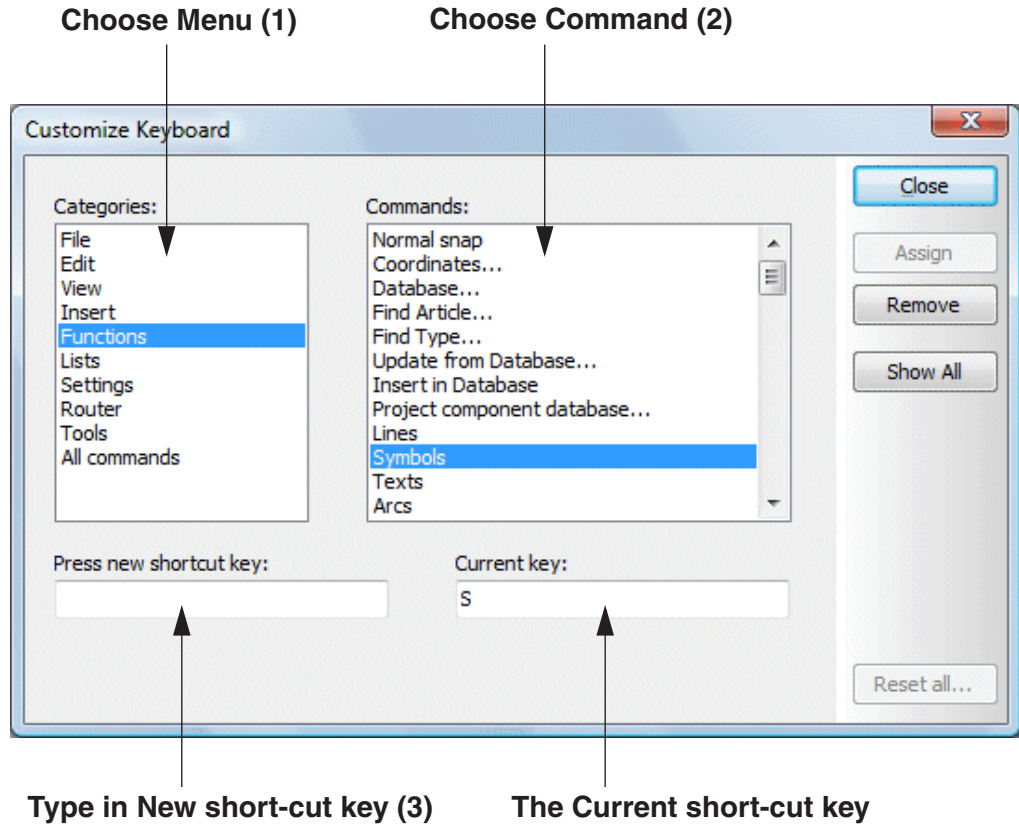 Choose Menu (1)
Choose Command (2)
Customize Keyboard
Categories:
File
Edit
View
Insert
Functions
Lists
Settings
Router
Tools
All commands
Commands:
Normal snap
Coordinates...
Database...
Find Article...
Find Type...
Update from Database...
Insert in Database
Project component database...
Lines
Symbols
Texts
Arcs
Close
Assign
Remove
Show All
Press new shortcut key:
Current key:
S
Reset all...
Type in New short-cut key (3)
The Current short-cut key